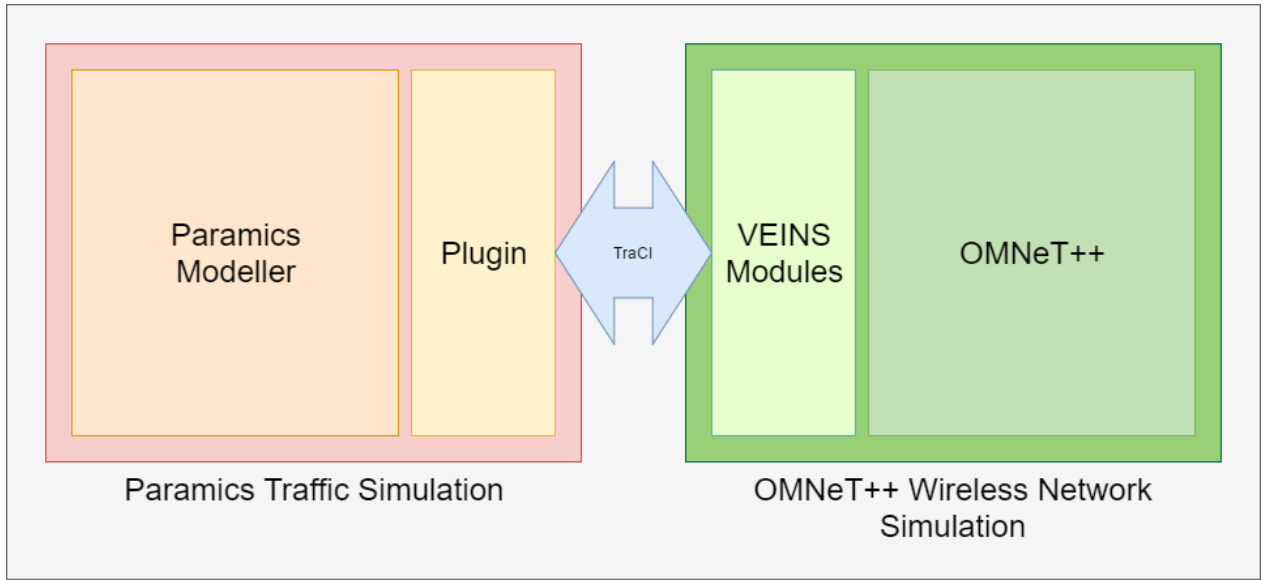 Paramics
Modeller
Plugin
TraCI
VEINS
Modules
OMNeT++
Paramics Traffic Simulation
OMNeT++ Wireless Network
Simulation